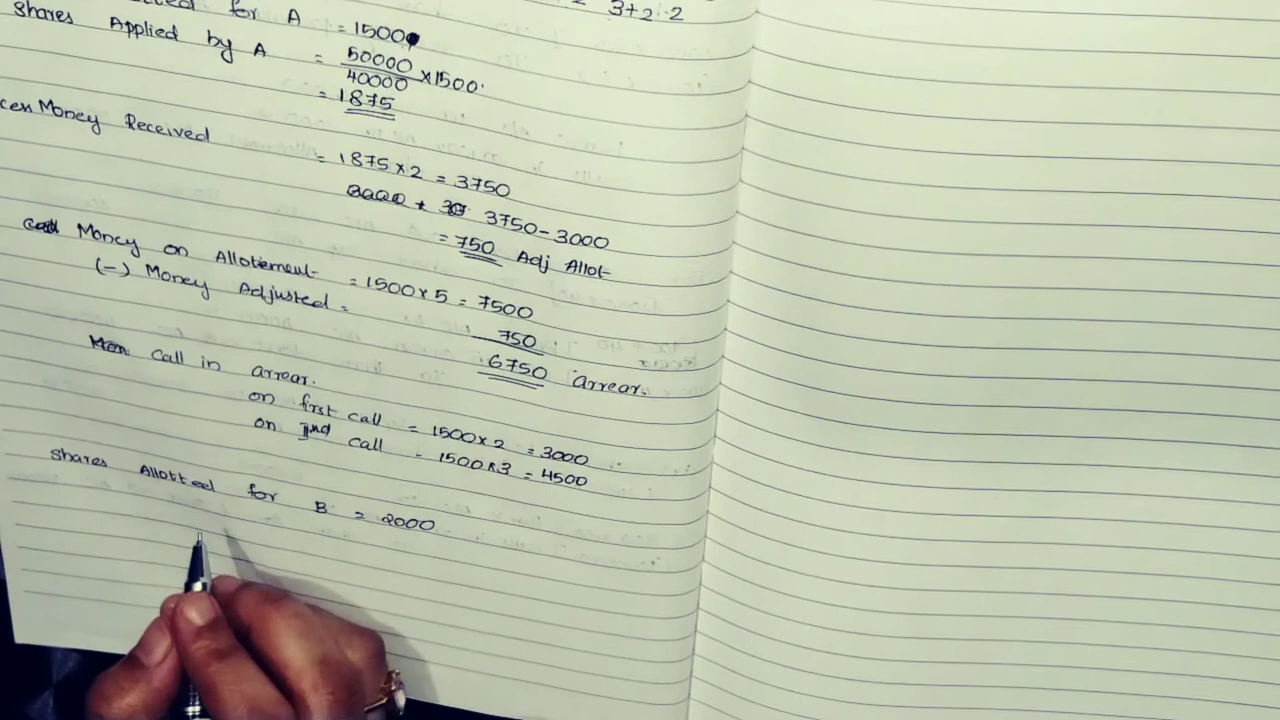 for A = 1500
3+2 2
Shares Applied by A = 50000/40000 × 1500.
= 1875
Money Received = 1875 × 2 = 3750
3750 - 3000
= 750 Adj Allot
Money on Allotement = 1500 × 5 = 7500
(-) Money Adjusted = 750
6750 Arrear.
Call in arrear.
on first call = 1500 × 2 = 3000
on IInd call = 1500 × 3 = 4500
Shares Allotted for B = 2000